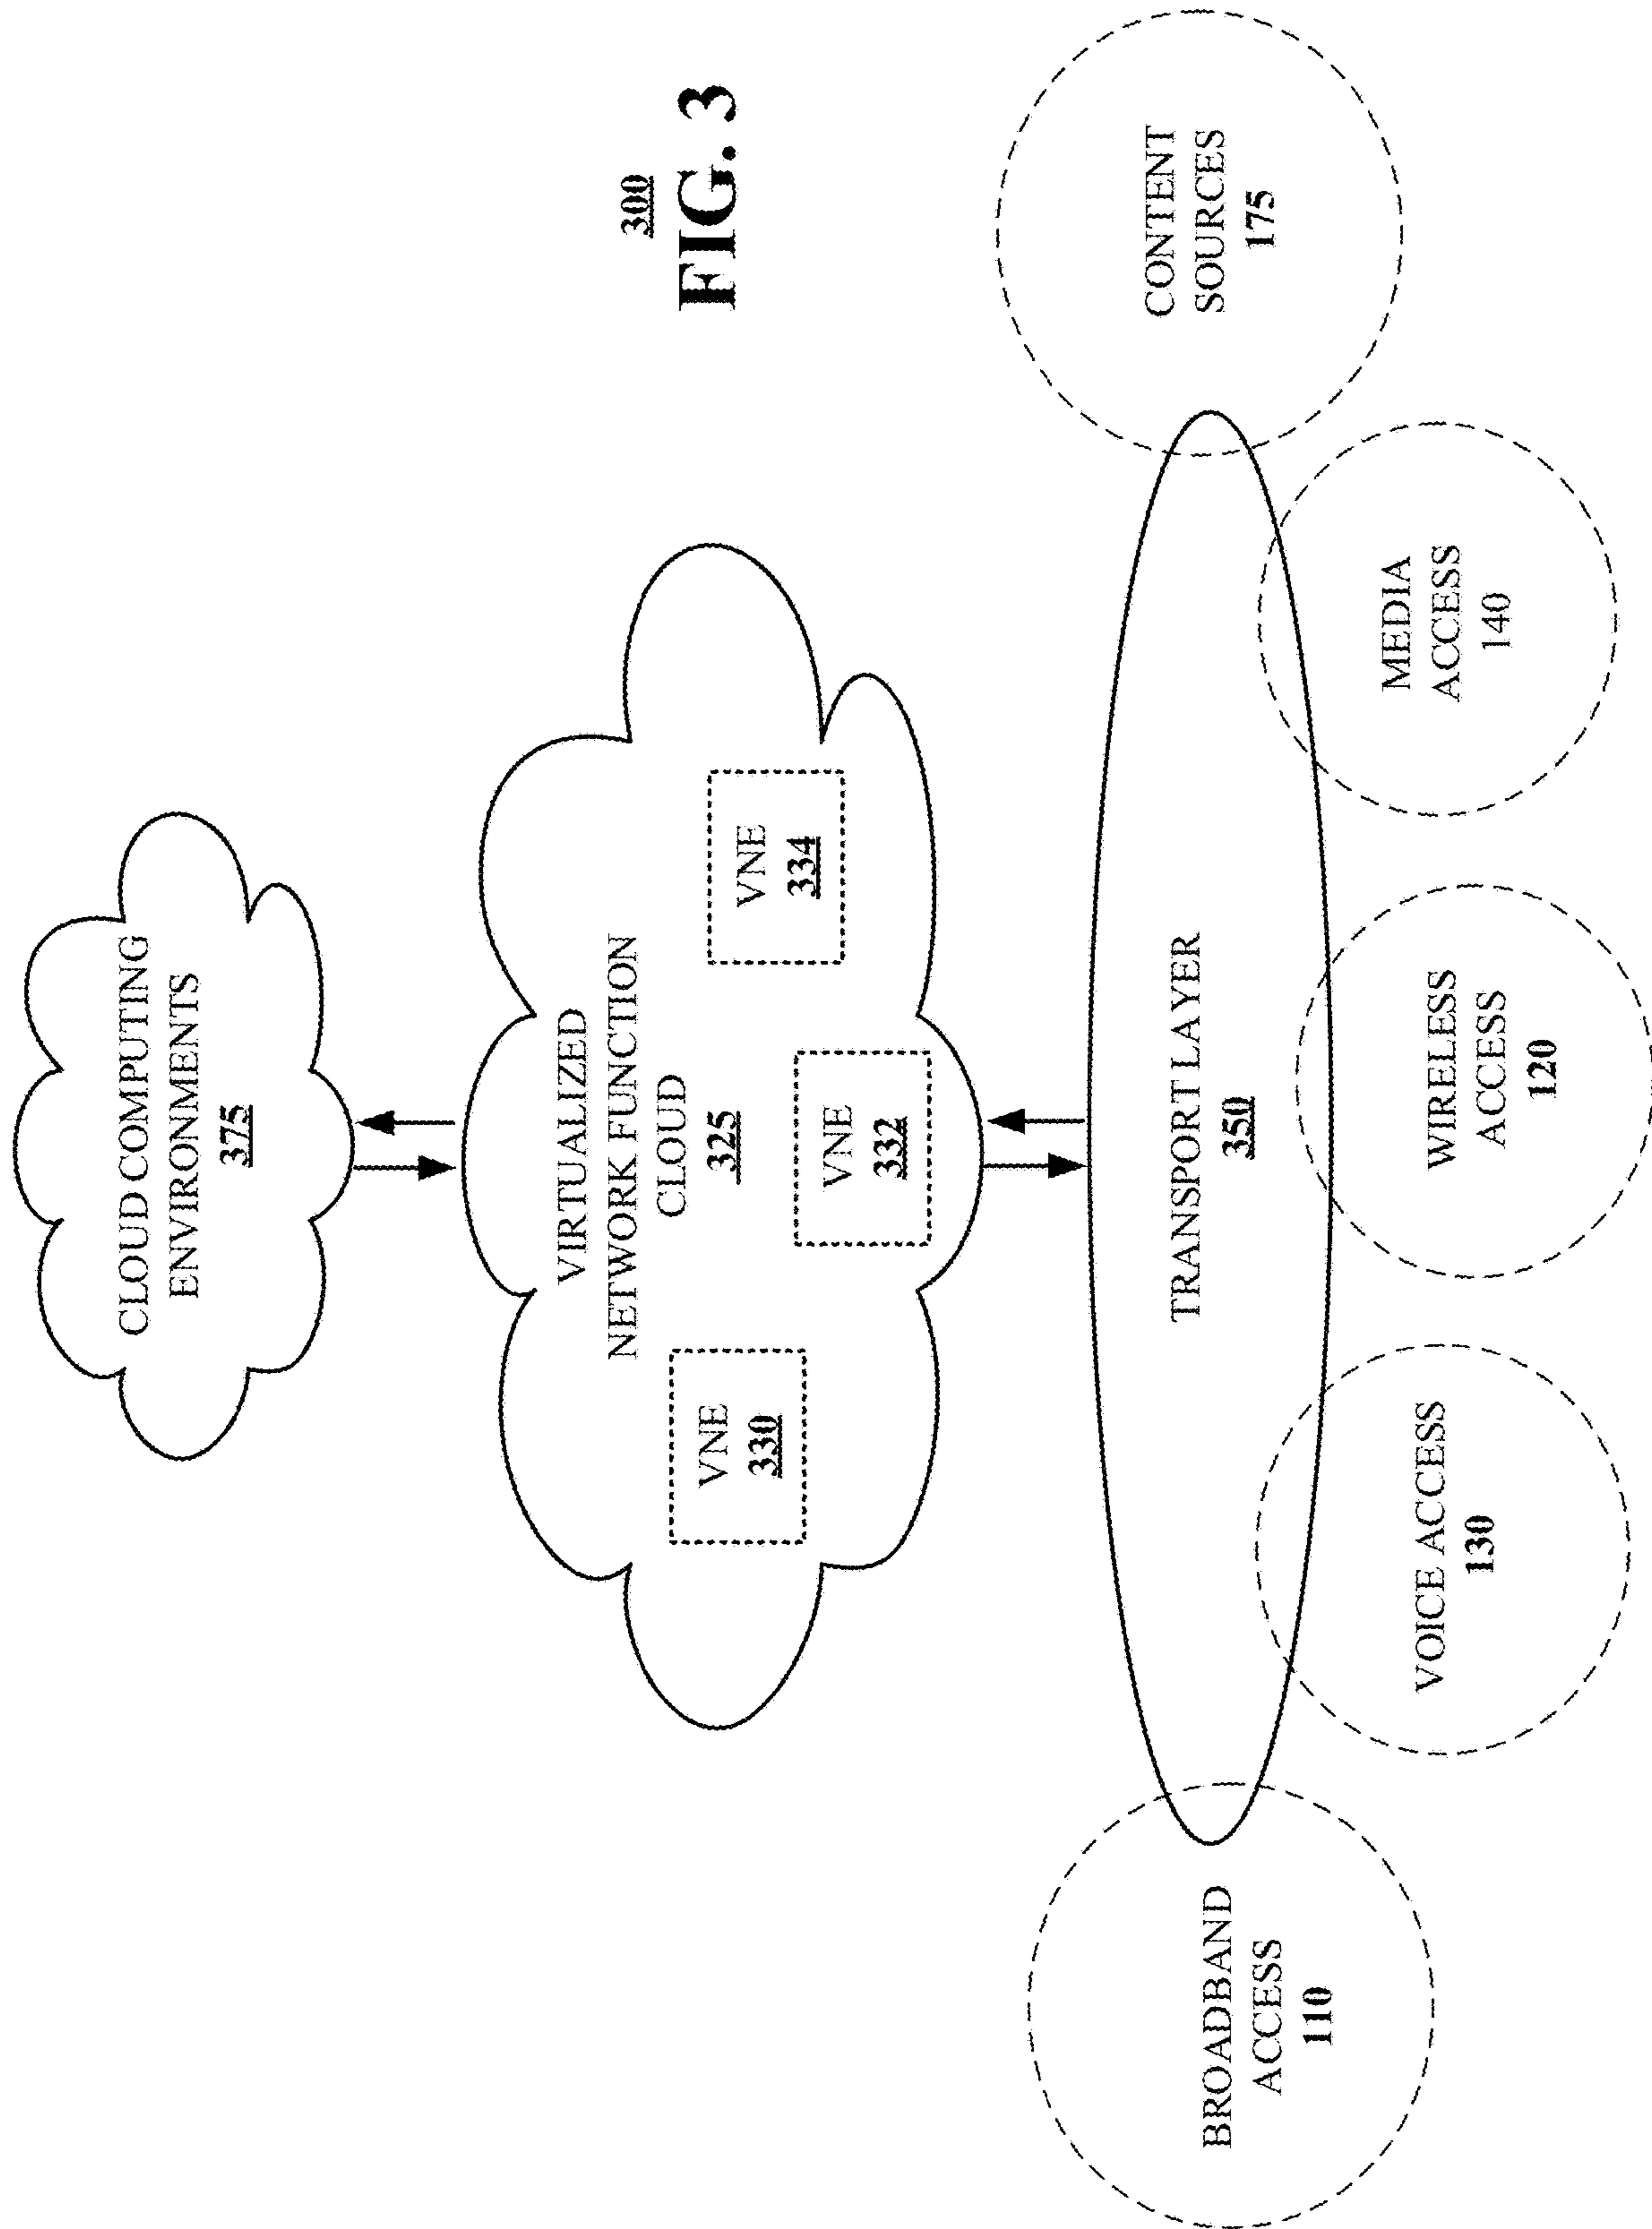 CLOUD COMPUTING
ENVIRONMENTS
375
VIRTUALIZED
NETWORK FUNCTION
CLOUD
325
VNE
330
VNE
332
VNE
334
300
FIG. 3
TRANSPORT LAYER
350
BROADBAND
ACCESS
110
VOICE ACCESS
130
WIRELESS
ACCESS
120
MEDIA
ACCESS
140
CONTENT
SOURCES
175